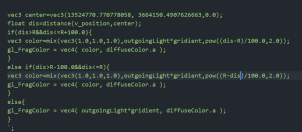 vec3 center=vec3(13524770.770778058, 3664150.4907626663,0.0);
float dis=distance(v_position,center);
if(dis>R&&dis<=R+100.0){
vec3 color=mix(vec3(1.0,1.0,1.0),outgoingLight*gridient,pow((dis-R)/100.0,2.0));
gl_FragColor = vec4( color, diffuseColor.a );
}
else if(dis>R-100.0&&dis<=R){
vec3 color=mix(vec3(1.0,1.0,1.0),outgoingLight*gridient,pow((R-dis)/100.0,2.0));
gl_FragColor = vec4( color, diffuseColor.a );
}
else{
gl_FragColor = vec4( outgoingLight*gridient, diffuseColor.a );
}
`;